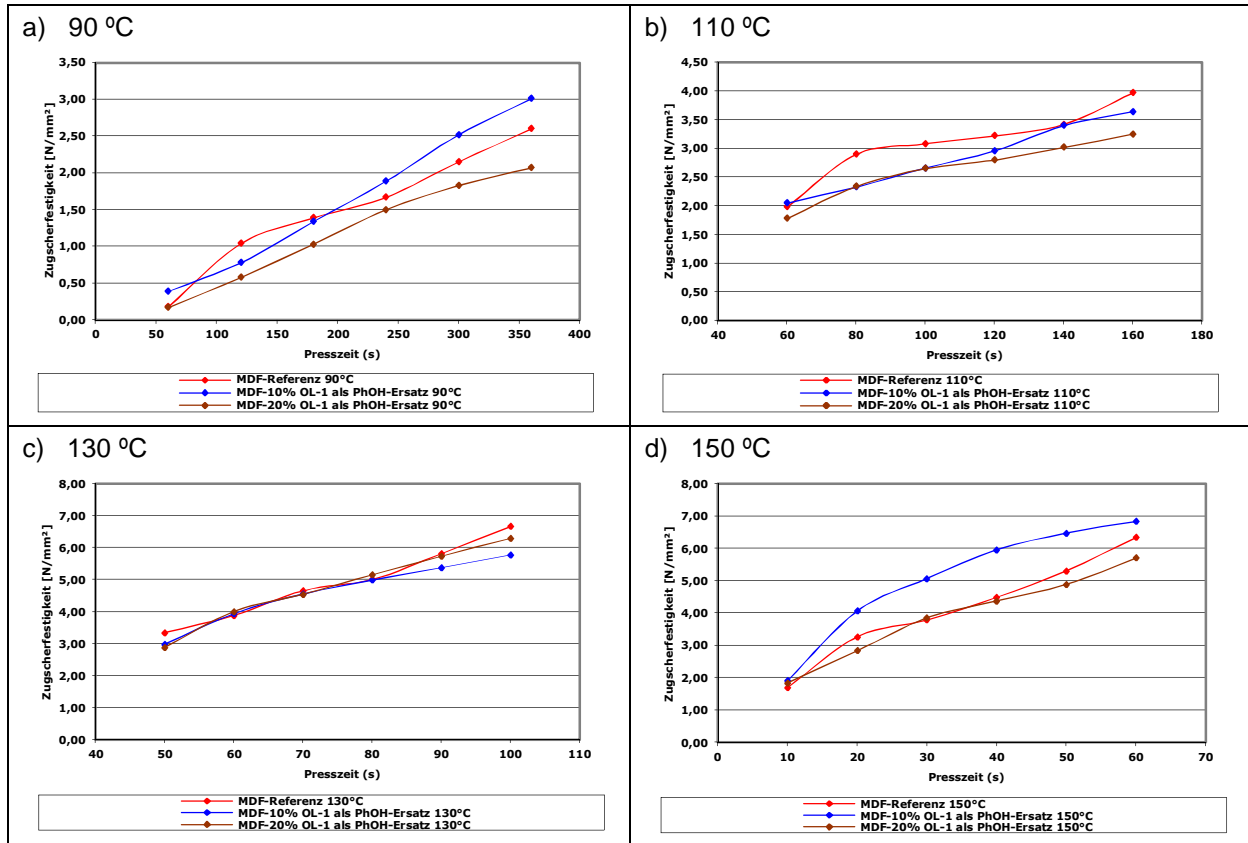 a) 90 ºC
Zugscherfestigkeit [N/mm²]
3,50
3,00
2,50
2,00
1,50
1,00
0,50
0,00
0 50 100 150 200 250 300 350 400
Presszeit (s)
MDF-Referenz 90°C
MDF-10% OL-1 als PhOH-Ersatz 90°C
MDF-20% OL-1 als PhOH-Ersatz 90°C
b) 110 ºC
Zugscherfestigkeit [N/mm²]
4,50
4,00
3,50
3,00
2,50
2,00
1,50
1,00
0,50
0,00
40 60 80 100 120 140 160 180
Presszeit (s)
MDF-Referenz 110°C
MDF-10% OL-1 als PhOH-Ersatz 110°C
MDF-20% OL-1 als PhOH-Ersatz 110°C
c) 130 ºC
Zugscherfestigkeit [N/mm²]
8,00
7,00
6,00
5,00
4,00
3,00
2,00
1,00
0,00
40 50 60 70 80 90 100 110
Presszeit (s)
MDF-Referenz 130°C
MDF-10% OL-1 als PhOH-Ersatz 130°C
MDF-20% OL-1 als PhOH-Ersatz 130°C
d) 150 ºC
Zugscherfestigkeit [N/mm²]
8,00
7,00
6,00
5,00
4,00
3,00
2,00
1,00
0,00
0 10 20 30 40 50 60 70
Presszeit (s)
MDF-Referenz 150°C
MDF-10% OL-1 als PhOH-Ersatz 150°C
MDF-20% OL-1 als PhOH-Ersatz 150°C